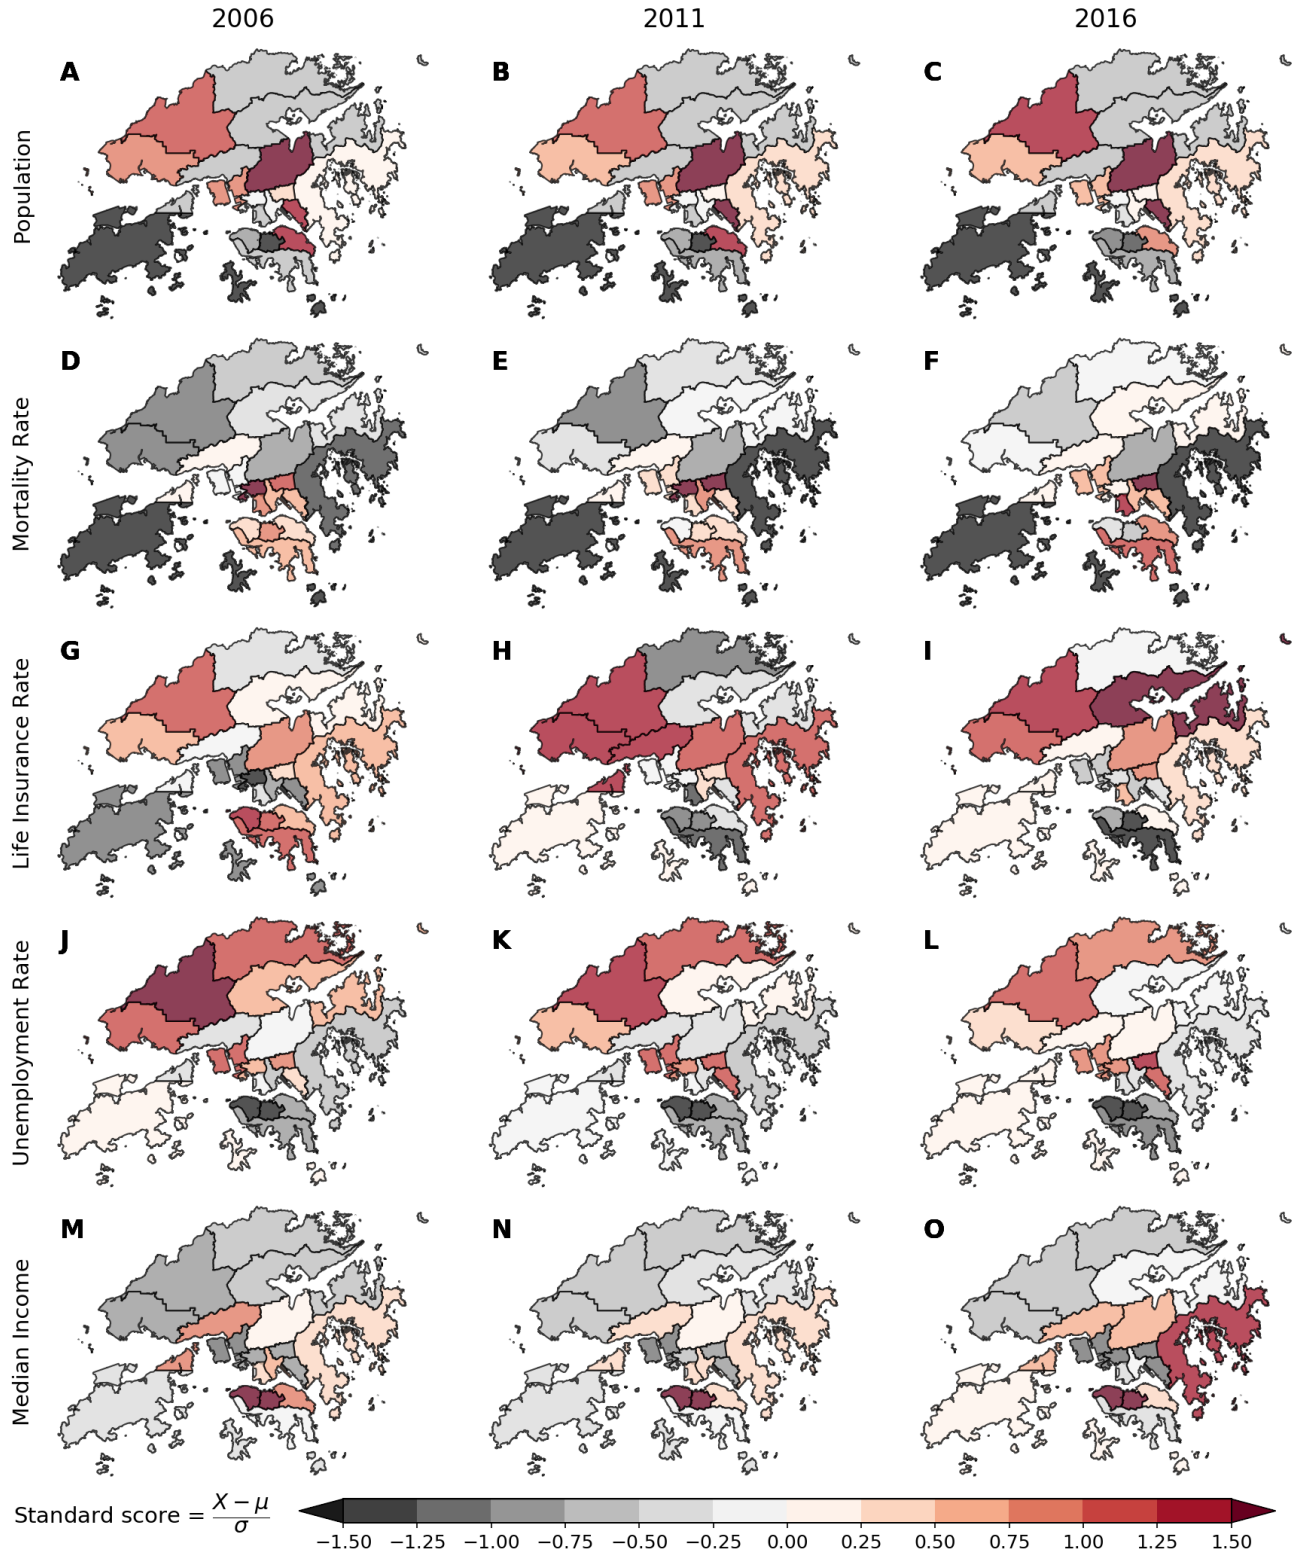 2006 2011 2016
A B C
Population
D E F
Mortality Rate
G H I
Life Insurance Rate
J K L
Unemployment Rate
M N O
Median Income
Standard score = X − μ / σ
−1.50 −1.25 −1.00 −0.75 −0.50 −0.25 0.00 0.25 0.50 0.75 1.00 1.25 1.50